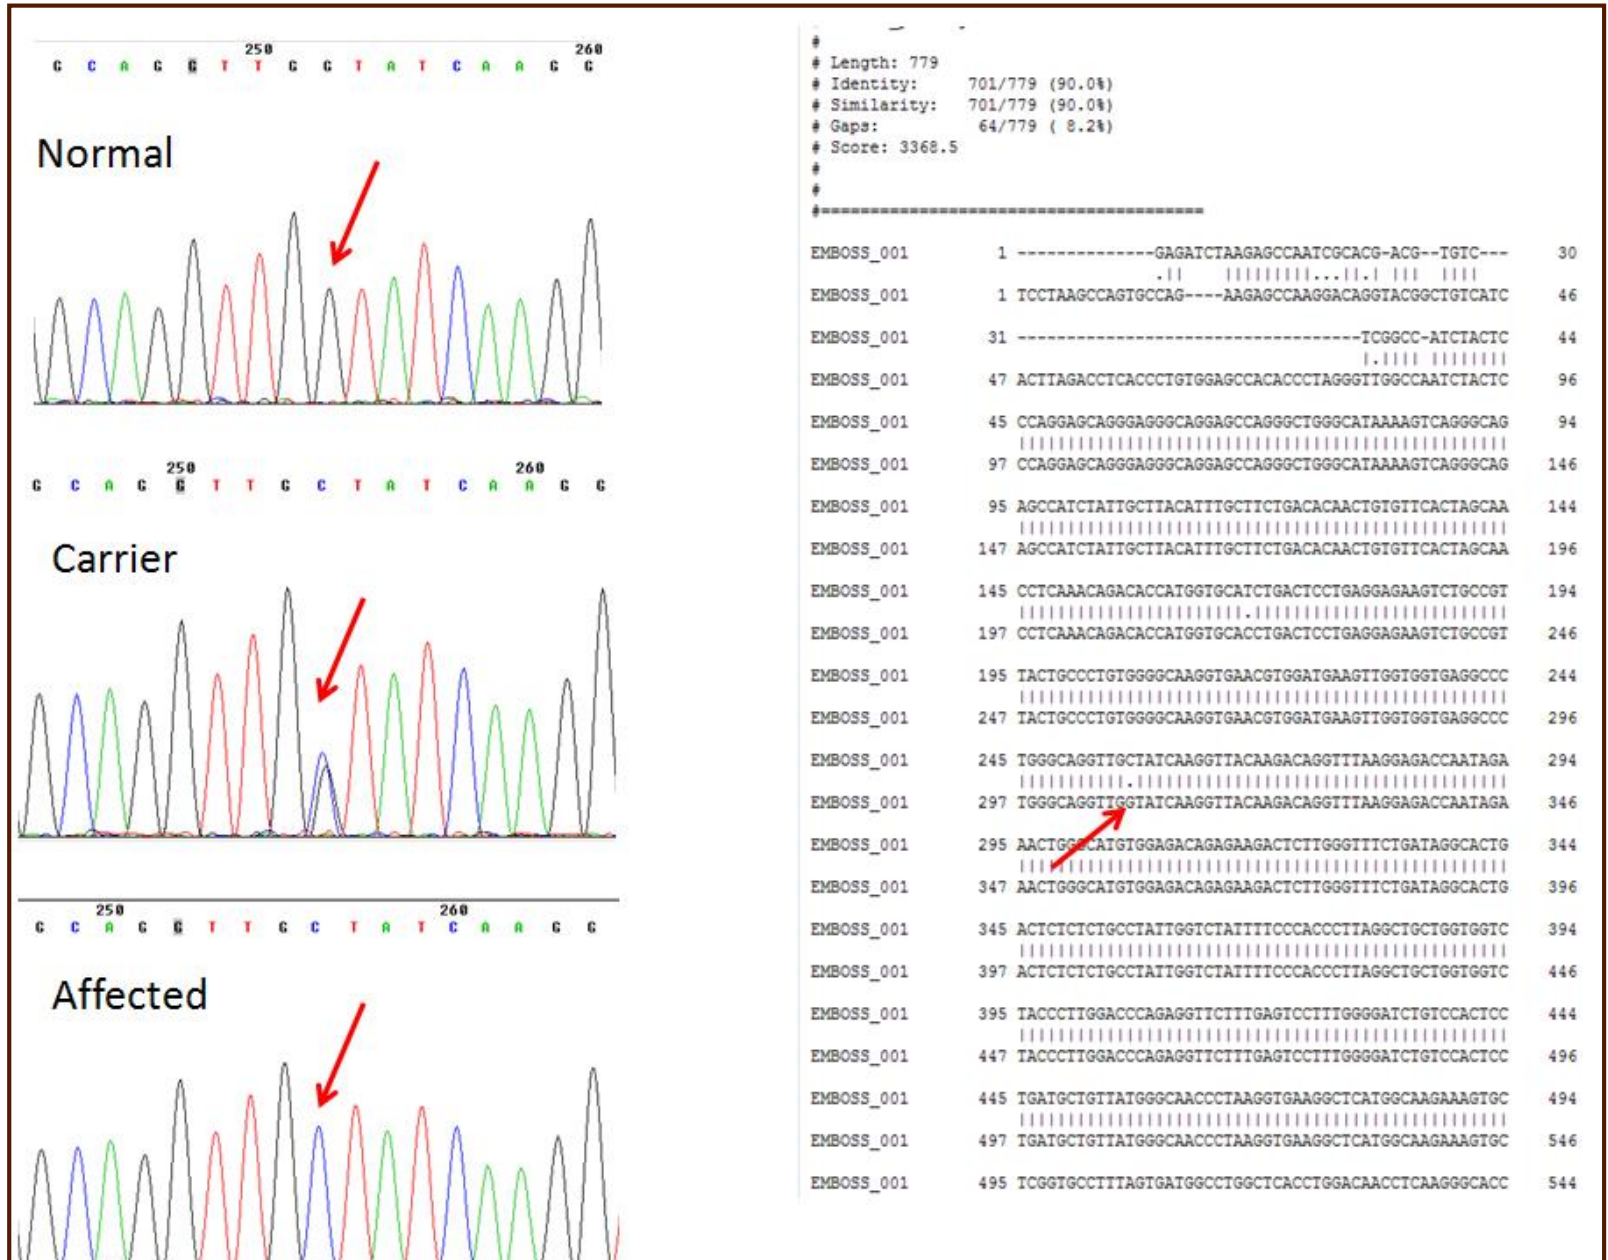 250 260
G C A G G T T G G T A T C A A G G
Normal
250 260
G C A G G T T G C T A T C A A G G
Carrier
250 260
G C A G G T T G C T A T C A A G G
Affected
#
# Length: 779
# Identity: 701/779 (90.0%)
# Similarity: 701/779 (90.0%)
# Gaps: 64/779 ( 8.2%)
# Score: 3368.5
#
#
#=======================================
EMBOSS_001 1 --------------GAGATCTAAGAGCCAATCGCACG-ACG--TGTC--- 30
.|| |||||||||...||.| ||| ||||
EMBOSS_001 1 TCCTAAGCCAGTGCCAG----AAGAGCCAAGGACAGGTACGGCTGTCATC 46
EMBOSS_001 31 -----------------------------------TCGGCC-ATCTACTC 44
|.|||| ||||||||
EMBOSS_001 47 ACTTAGACCTCACCCTGTGGAGCCACACCCTAGGGTTGGCCAATCTACTC 96
EMBOSS_001 45 CCAGGAGCAGGGAGGGCAGGAGCCAGGGCTGGGCATAAAAGTCAGGGCAG 94
||||||||||||||||||||||||||||||||||||||||||||||||||
EMBOSS_001 97 CCAGGAGCAGGGAGGGCAGGAGCCAGGGCTGGGCATAAAAGTCAGGGCAG 146
EMBOSS_001 95 AGCCATCTATTGCTTACATTTGCTTCTGACACAACTGTGTTCACTAGCAA 144
||||||||||||||||||||||||||||||||||||||||||||||||||
EMBOSS_001 147 AGCCATCTATTGCTTACATTTGCTTCTGACACAACTGTGTTCACTAGCAA 196
EMBOSS_001 145 CCTCAAACAGACACCATGGTGCATCTGACTCCTGAGGAGAAGTCTGCCGT 194
|||||||||||||||||||||||.||||||||||||||||||||||||||
EMBOSS_001 197 CCTCAAACAGACACCATGGTGCACCTGACTCCTGAGGAGAAGTCTGCCGT 246
EMBOSS_001 195 TACTGCCCTGTGGGGCAAGGTGAACGTGGATGAAGTTGGTGGTGAGGCCC 244
||||||||||||||||||||||||||||||||||||||||||||||||||
EMBOSS_001 247 TACTGCCCTGTGGGGCAAGGTGAACGTGGATGAAGTTGGTGGTGAGGCCC 296
EMBOSS_001 245 TGGGCAGGTTGCTATCAAGGTTACAAGACAGGTTTAAGGAGACCAATAGA 294
|||||||||||.||||||||||||||||||||||||||||||||||||||
EMBOSS_001 297 TGGGCAGGTTGGTATCAAGGTTACAAGACAGGTTTAAGGAGACCAATAGA 346
EMBOSS_001 295 AACTGGGCATGTGGAGACAGAGAAGACTCTTGGGTTTCTGATAGGCACTG 344
||||||||||||||||||||||||||||||||||||||||||||||||||
EMBOSS_001 347 AACTGGGCATGTGGAGACAGAGAAGACTCTTGGGTTTCTGATAGGCACTG 396
EMBOSS_001 345 ACTCTCTCTGCCTATTGGTCTATTTTCCCACCCTTAGGCTGCTGGTGGTC 394
||||||||||||||||||||||||||||||||||||||||||||||||||
EMBOSS_001 397 ACTCTCTCTGCCTATTGGTCTATTTTCCCACCCTTAGGCTGCTGGTGGTC 446
EMBOSS_001 395 TACCCTTGGACCCAGAGGTTCTTTGAGTCCTTTGGGGATCTGTCCACTCC 444
||||||||||||||||||||||||||||||||||||||||||||||||||
EMBOSS_001 447 TACCCTTGGACCCAGAGGTTCTTTGAGTCCTTTGGGGATCTGTCCACTCC 496
EMBOSS_001 445 TGATGCTGTTATGGGCAACCCTAAGGTGAAGGCTCATGGCAAGAAAGTGC 494
||||||||||||||||||||||||||||||||||||||||||||||||||
EMBOSS_001 497 TGATGCTGTTATGGGCAACCCTAAGGTGAAGGCTCATGGCAAGAAAGTGC 546
EMBOSS_001 495 TCGGTGCCTTTAGTGATGGCCTGGCTCACCTGGACAACCTCAAGGGCACC 544